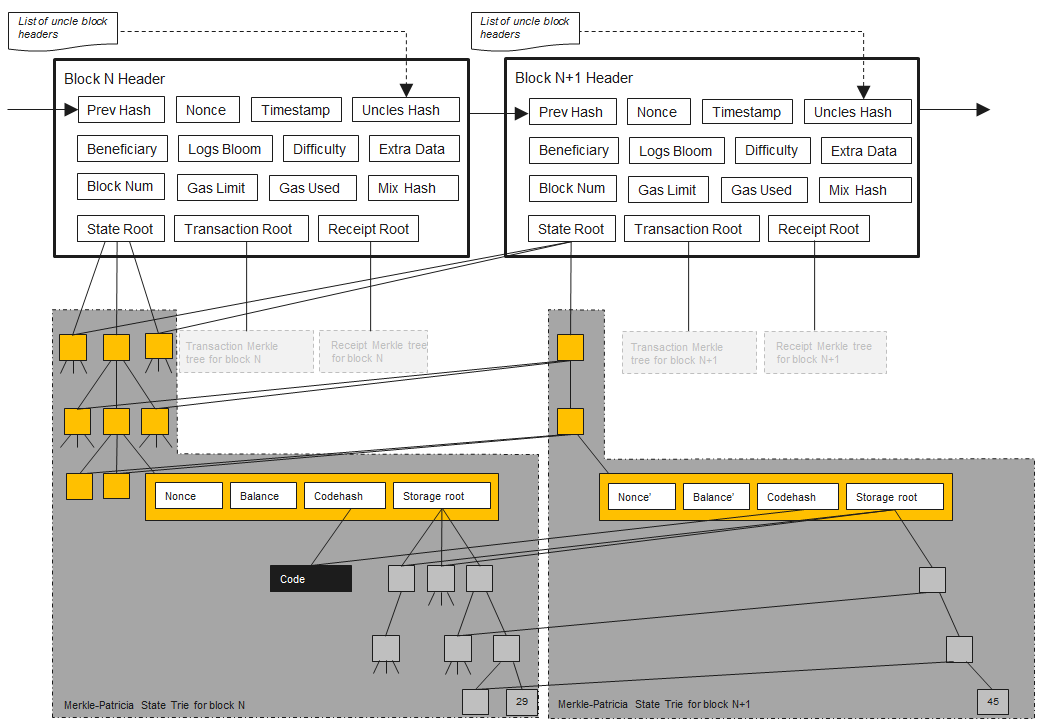 List of uncle block
headers
List of uncle block
headers
Block N Header
Prev Hash
Nonce
Timestamp
Uncles Hash
Beneficiary
Logs Bloom
Difficulty
Extra Data
Block Num
Gas Limit
Gas Used
Mix Hash
State Root
Transaction Root
Receipt Root
Block N+1 Header
Prev Hash
Nonce
Timestamp
Uncles Hash
Beneficiary
Logs Bloom
Difficulty
Extra Data
Block Num
Gas Limit
Gas Used
Mix Hash
State Root
Transaction Root
Receipt Root
Transaction Merkle
tree for block N
Receipt Merkle tree
for block N
Transaction Merkle
tree for block N+1
Receipt Merkle tree
for block N+1
Nonce
Balance
Codehash
Storage root
Nonce'
Balance'
Codehash
Storage root
Code
29
45
Merkle-Patricia State Trie for block N
Merkle-Patricia State Trie for block N+1